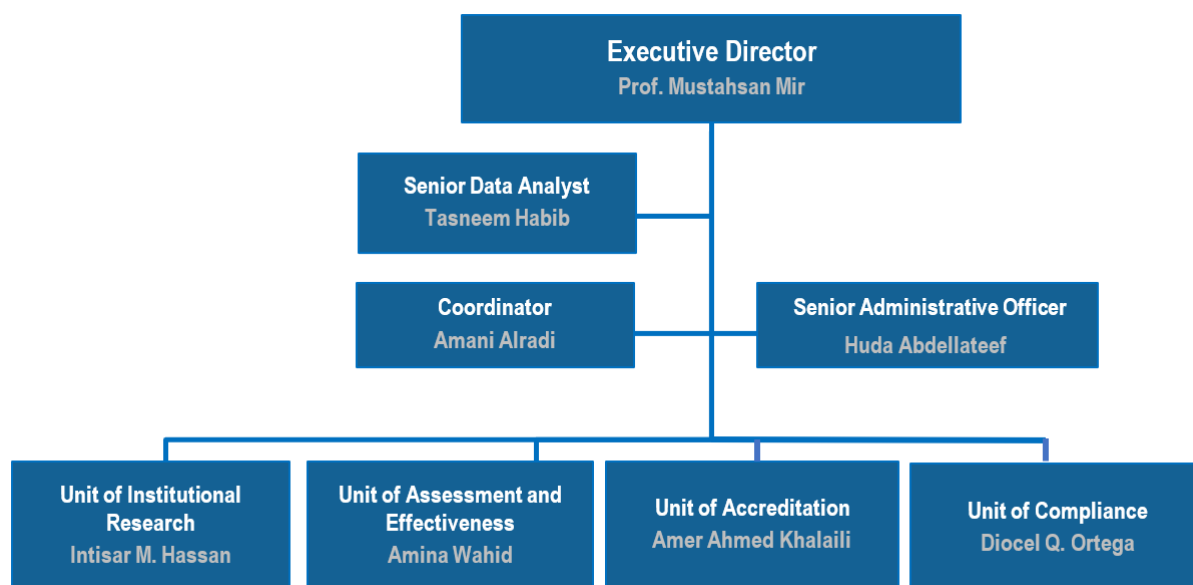 Executive Director
Prof. Mustahsan Mir
Senior Data Analyst
Tasneem Habib
Coordinator
Amani Alradi
Senior Administrative Officer
Huda Abdellateef
Unit of Institutional
Research
Intisar M. Hassan
Unit of Assessment and
Effectiveness
Amina Wahid
Unit of Accreditation
Amer Ahmed Khalaili
Unit of Compliance
Diocel Q. Ortega